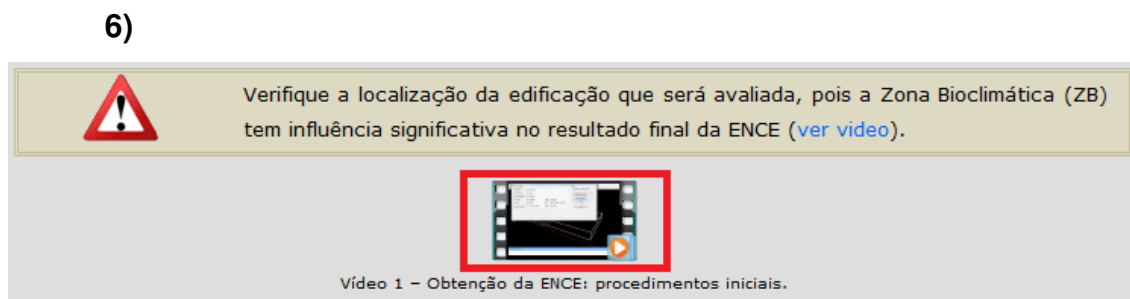 6)
Verifique a localização da edificação que será avaliada, pois a Zona Bioclimática (ZB)
tem influência significativa no resultado final da ENCE (ver video).
Vídeo 1 – Obtenção da ENCE: procedimentos iniciais.